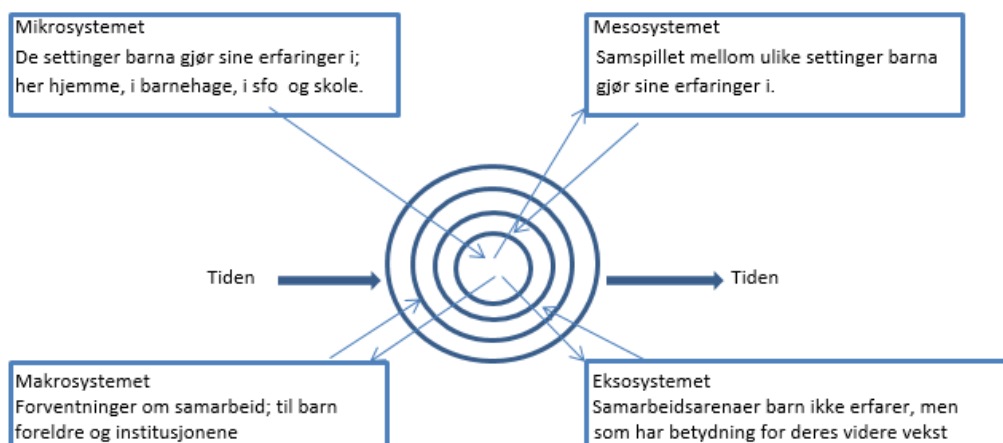 Mikrosystemet
De settinger barna gjør sine erfaringer i;
her hjemme, i barnehage, i sfo og skole.
Mesosystemet
Samspillet mellom ulike settinger barna
gjør sine erfaringer i.
Tiden
Tiden
Makrosystemet
Forventninger om samarbeid; til barn
foreldre og institusjonene
Eksosystemet
Samarbeidsarenaer barn ikke erfarer, men
som har betydning for deres videre vekst